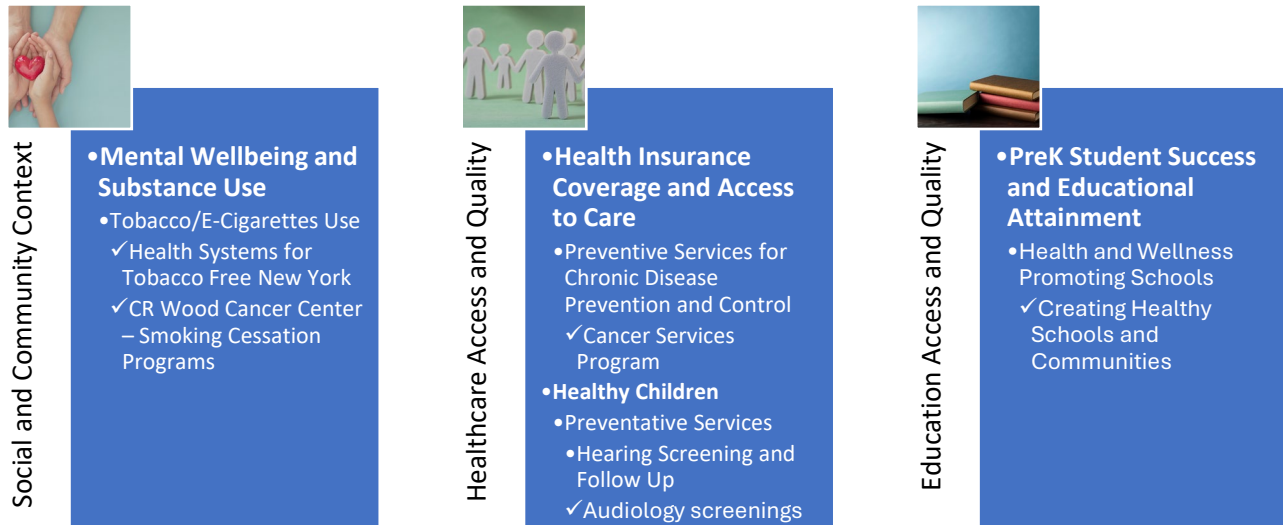 Social and Community Context
•Mental Wellbeing and
Substance Use
•Tobacco/E-Cigarettes Use
✓Health Systems for
Tobacco Free New York
✓CR Wood Cancer Center
– Smoking Cessation
Programs
Healthcare Access and Quality
•Health Insurance
Coverage and Access
to Care
•Preventive Services for
Chronic Disease
Prevention and Control
✓Cancer Services
Program
•Healthy Children
•Preventative Services
•Hearing Screening and
Follow Up
✓Audiology screenings
Education Access and Quality
•PreK Student Success
and Educational
Attainment
•Health and Wellness
Promoting Schools
✓Creating Healthy
Schools and
Communities